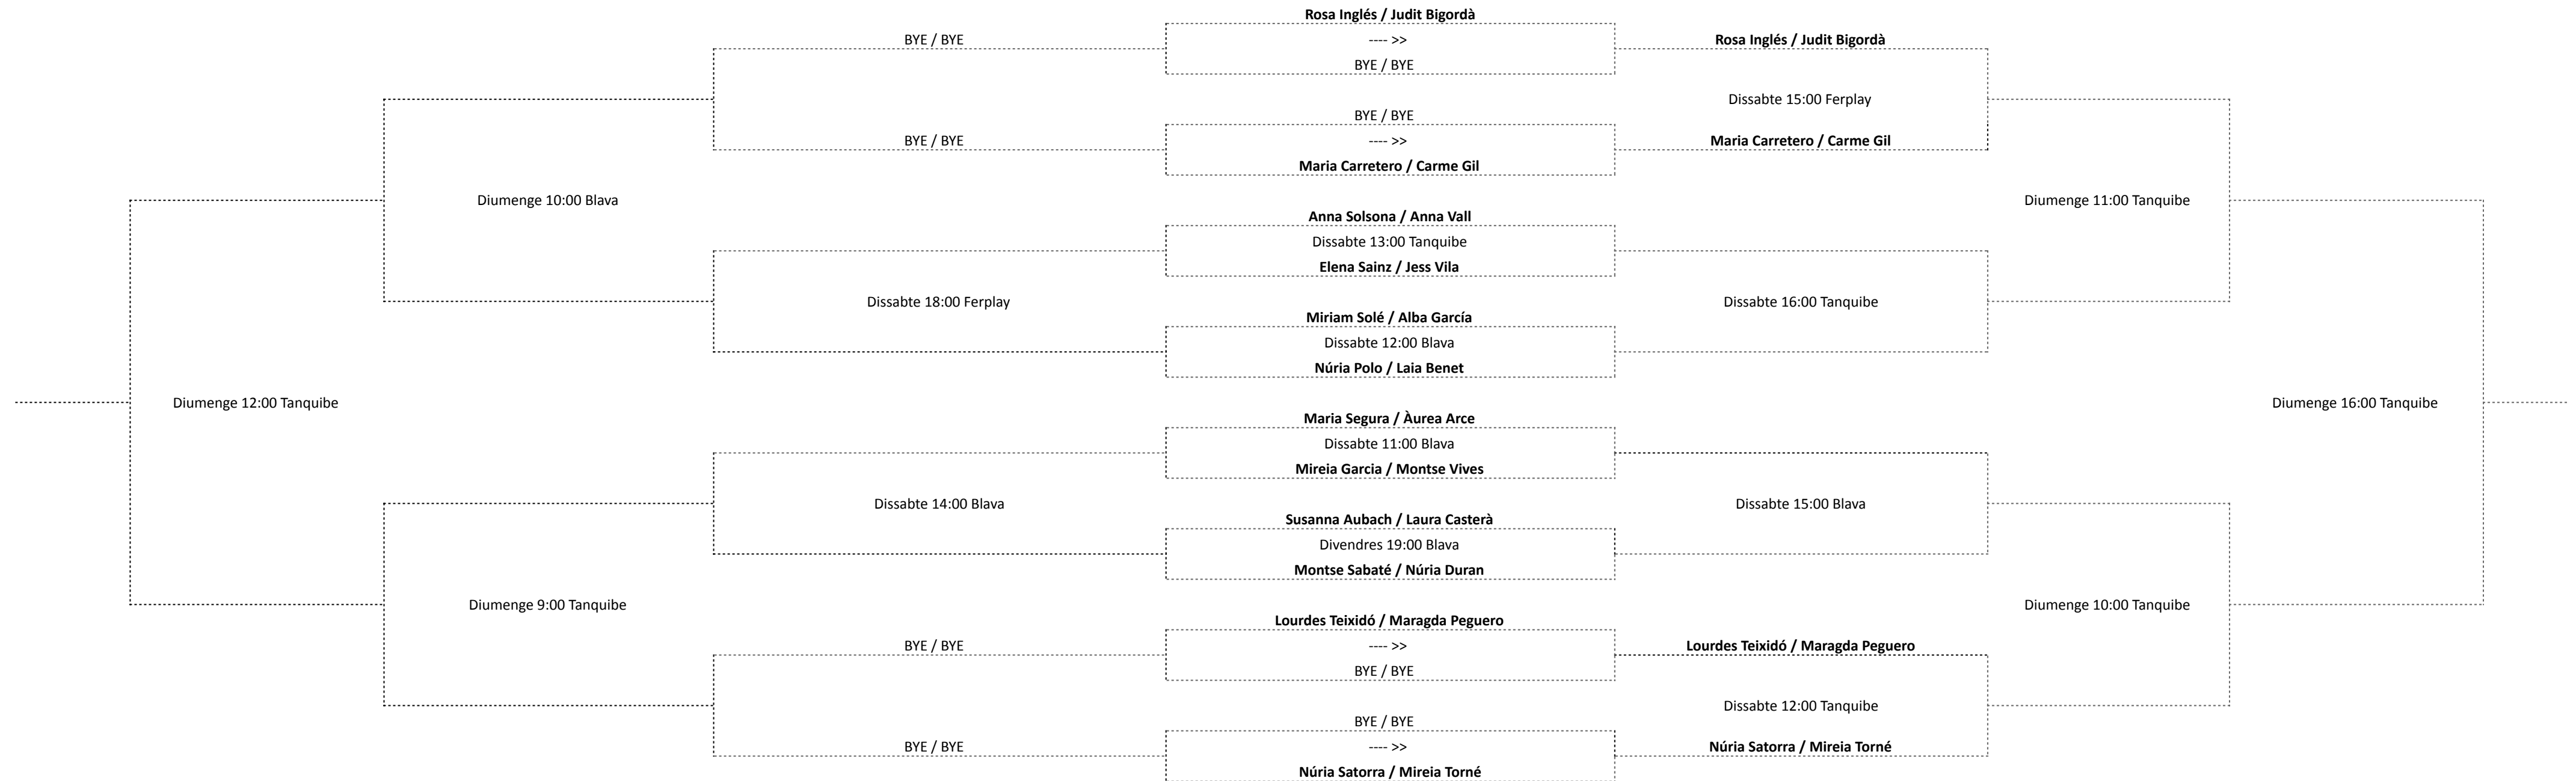 Rosa Inglés / Judit Bigordà
BYE / BYE
---- >>
Rosa Inglés / Judit Bigordà
BYE / BYE
Dissabte 15:00 Ferplay
BYE / BYE
BYE / BYE
---- >>
Maria Carretero / Carme Gil
Maria Carretero / Carme Gil
Diumenge 10:00 Blava
Diumenge 11:00 Tanquibe
Anna Solsona / Anna Vall
Dissabte 13:00 Tanquibe
Elena Sainz / Jess Vila
Dissabte 18:00 Ferplay
Dissabte 16:00 Tanquibe
Miriam Solé / Alba García
Dissabte 12:00 Blava
Núria Polo / Laia Benet
Diumenge 12:00 Tanquibe
Diumenge 16:00 Tanquibe
Maria Segura / Àurea Arce
Dissabte 11:00 Blava
Mireia Garcia / Montse Vives
Dissabte 14:00 Blava
Dissabte 15:00 Blava
Susanna Aubach / Laura Casterà
Divendres 19:00 Blava
Montse Sabaté / Núria Duran
Diumenge 9:00 Tanquibe
Diumenge 10:00 Tanquibe
Lourdes Teixidó / Maragda Peguero
BYE / BYE
---- >>
Lourdes Teixidó / Maragda Peguero
BYE / BYE
Dissabte 12:00 Tanquibe
BYE / BYE
BYE / BYE
---- >>
Núria Satorra / Mireia Torné
Núria Satorra / Mireia Torné